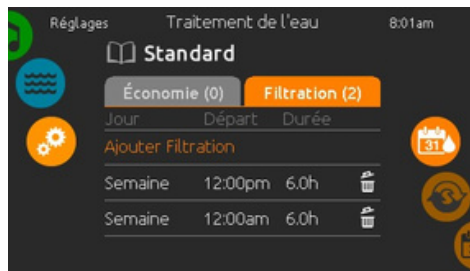 Réglages Traitement de l'eau 8:01am
Standard
Économie (0) Filtration (2)
Jour Départ Durée
Ajouter Filtration
31
Semaine 12:00pm 6.0h
Semaine 12:00am 6.0h